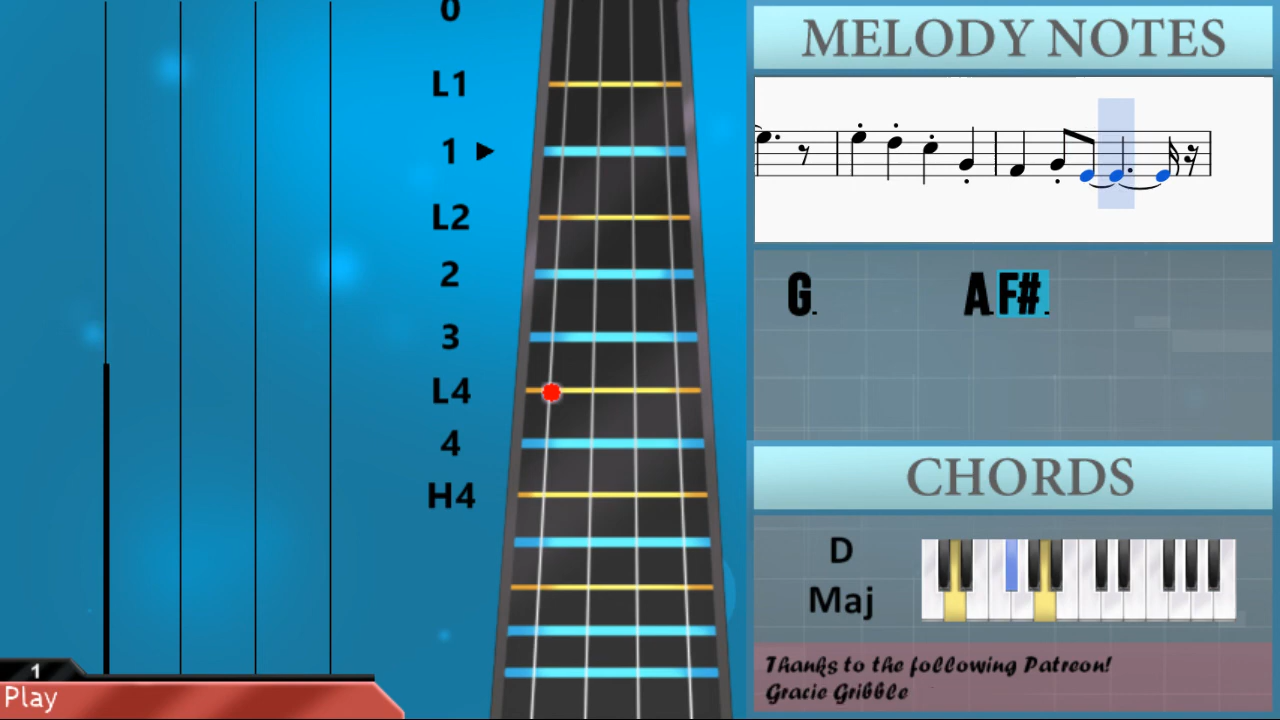 0
L1
1
L2
2
3
L4
4
H4
1
Play
MELODY NOTES
G.
A. F#.
CHORDS
D
Maj
Thanks to the following Patreon!
Gracie Gribble